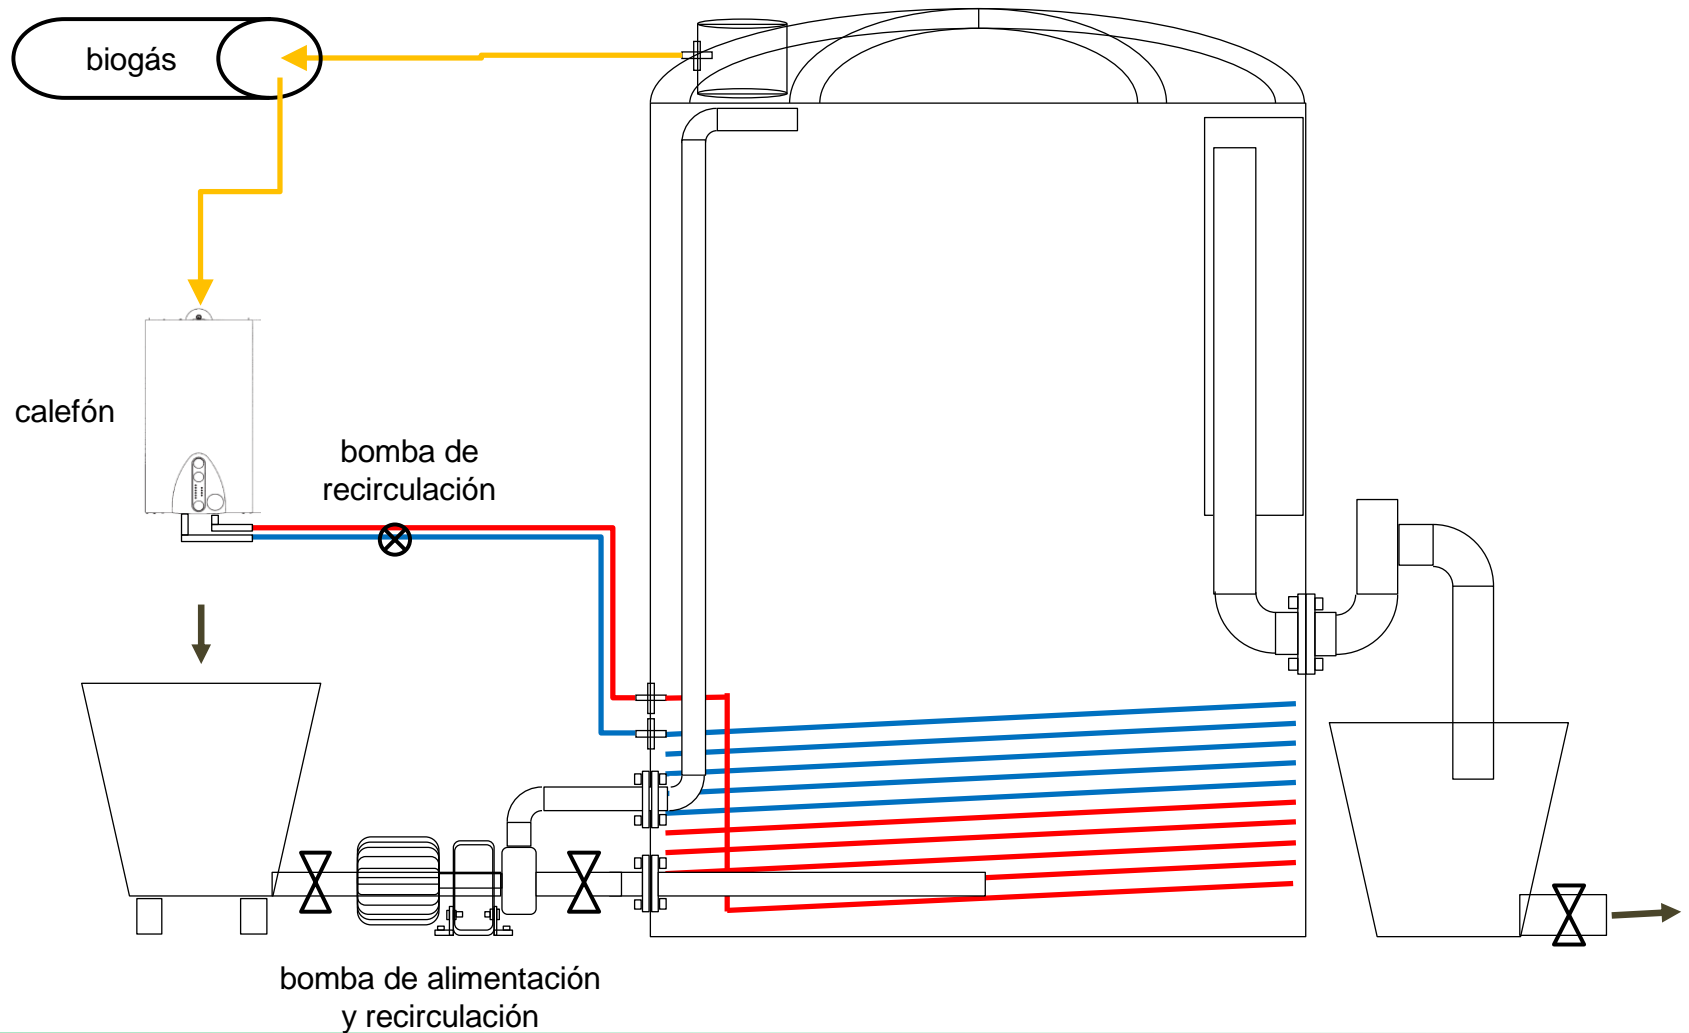 biogás
calefón
bomba de
recirculación
bomba de alimentación
y recirculación